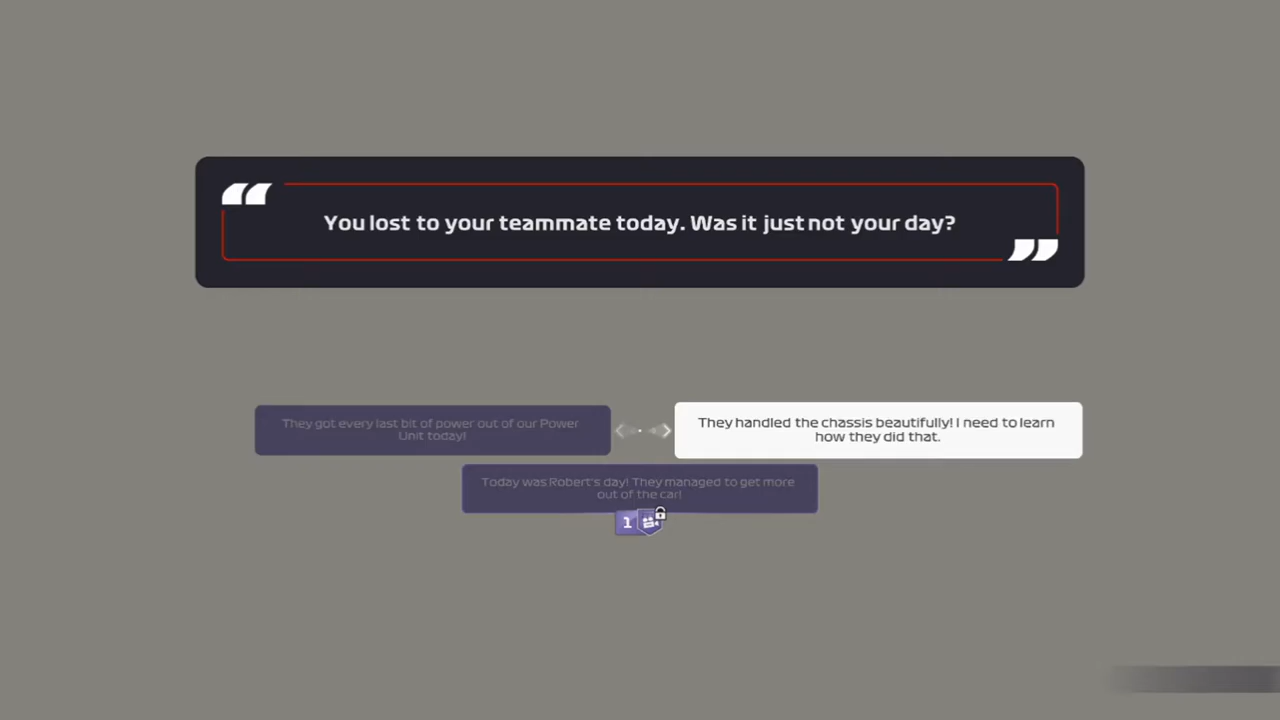 You lost to your teammate today. Was it just not your day?
They got every last bit of power out of our Power
Unit today!
They handled the chassis beautifully! I need to learn
how they did that.
Today was Robert's day! They managed to get more
out of the car!
1